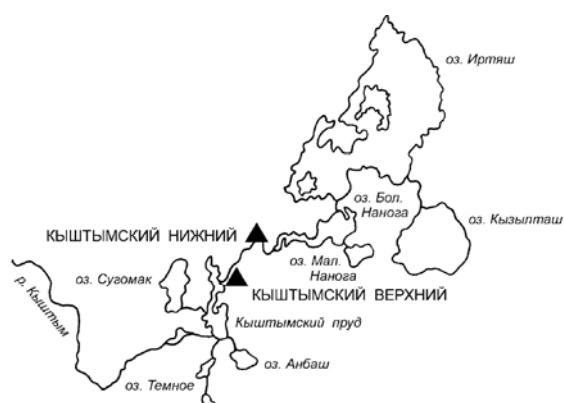 оз. Иртяш
оз. Бол.
Нанога
оз. Кызылташ
КЫШТЫМСКИЙ НИЖНИЙ
оз. Мал.
Нанога
оз. Сугомак
КЫШТЫМСКИЙ ВЕРХНИЙ
р. Кыштым
Кыштымский пруд
оз. Анбаш
оз. Темное